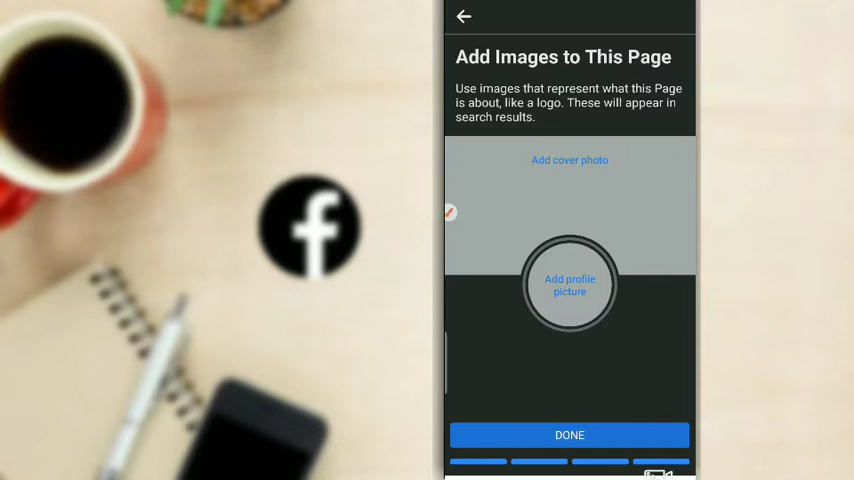 Add Images to This Page
Use images that represent what this Page
is about, like a logo. These will appear in
search results.
Add cover photo
Add profile
picture
DONE